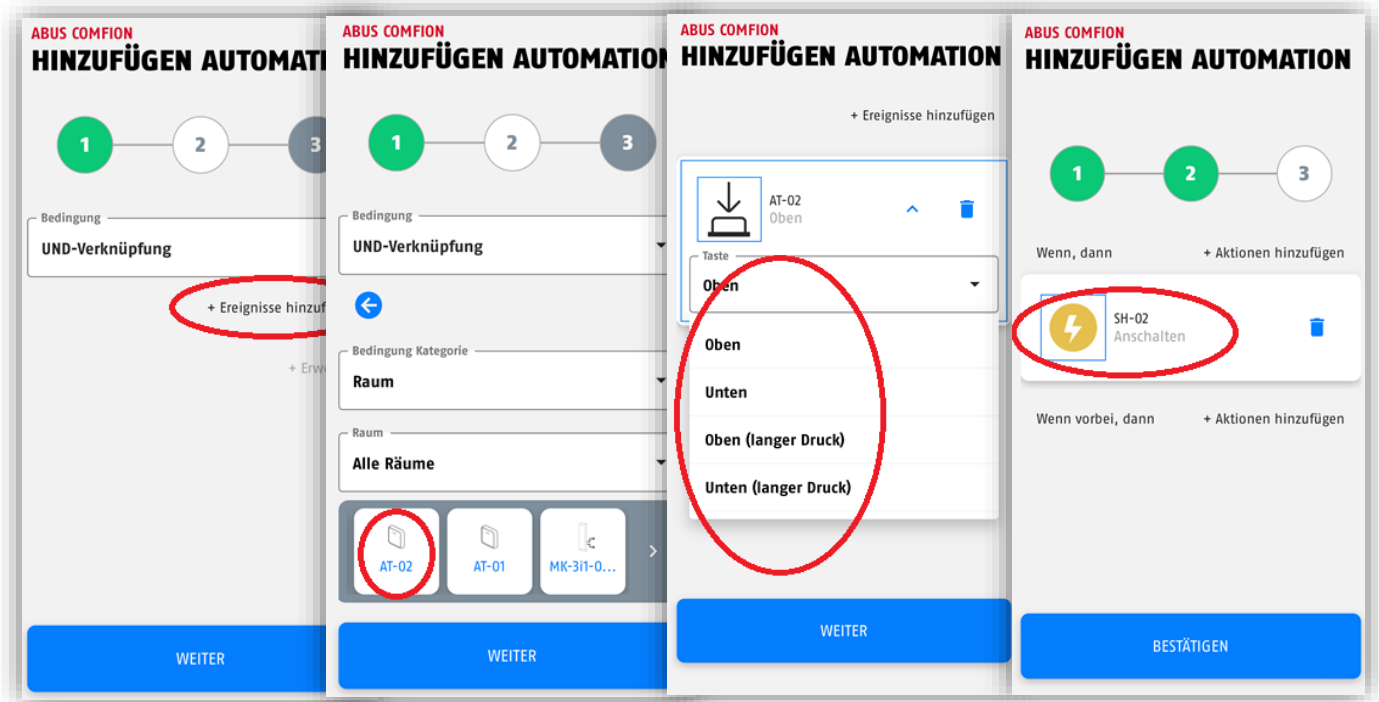 ABUS COMFION
HINZUFÜGEN AUTOMATI
1
2
3
Bedingung
UND-Verknüpfung
+ Ereignisse hinzuf
+ Erw
WEITER
ABUS COMFION
HINZUFÜGEN AUTOMATION
1
2
3
Bedingung
UND-Verknüpfung
Bedingung Kategorie
Raum
Raum
Alle Räume
AT-02
AT-01
MK-3i1-0...
WEITER
ABUS COMFION
HINZUFÜGEN AUTOMATION
+ Ereignisse hinzufügen
AT-02
Oben
Taste
Oben
Oben
Unten
Oben (langer Druck)
Unten (langer Druck)
WEITER
ABUS COMFION
HINZUFÜGEN AUTOMATION
1
2
3
Wenn, dann + Aktionen hinzufügen
SH-02
Anschalten
Wenn vorbei, dann + Aktionen hinzufügen
BESTÄTIGEN